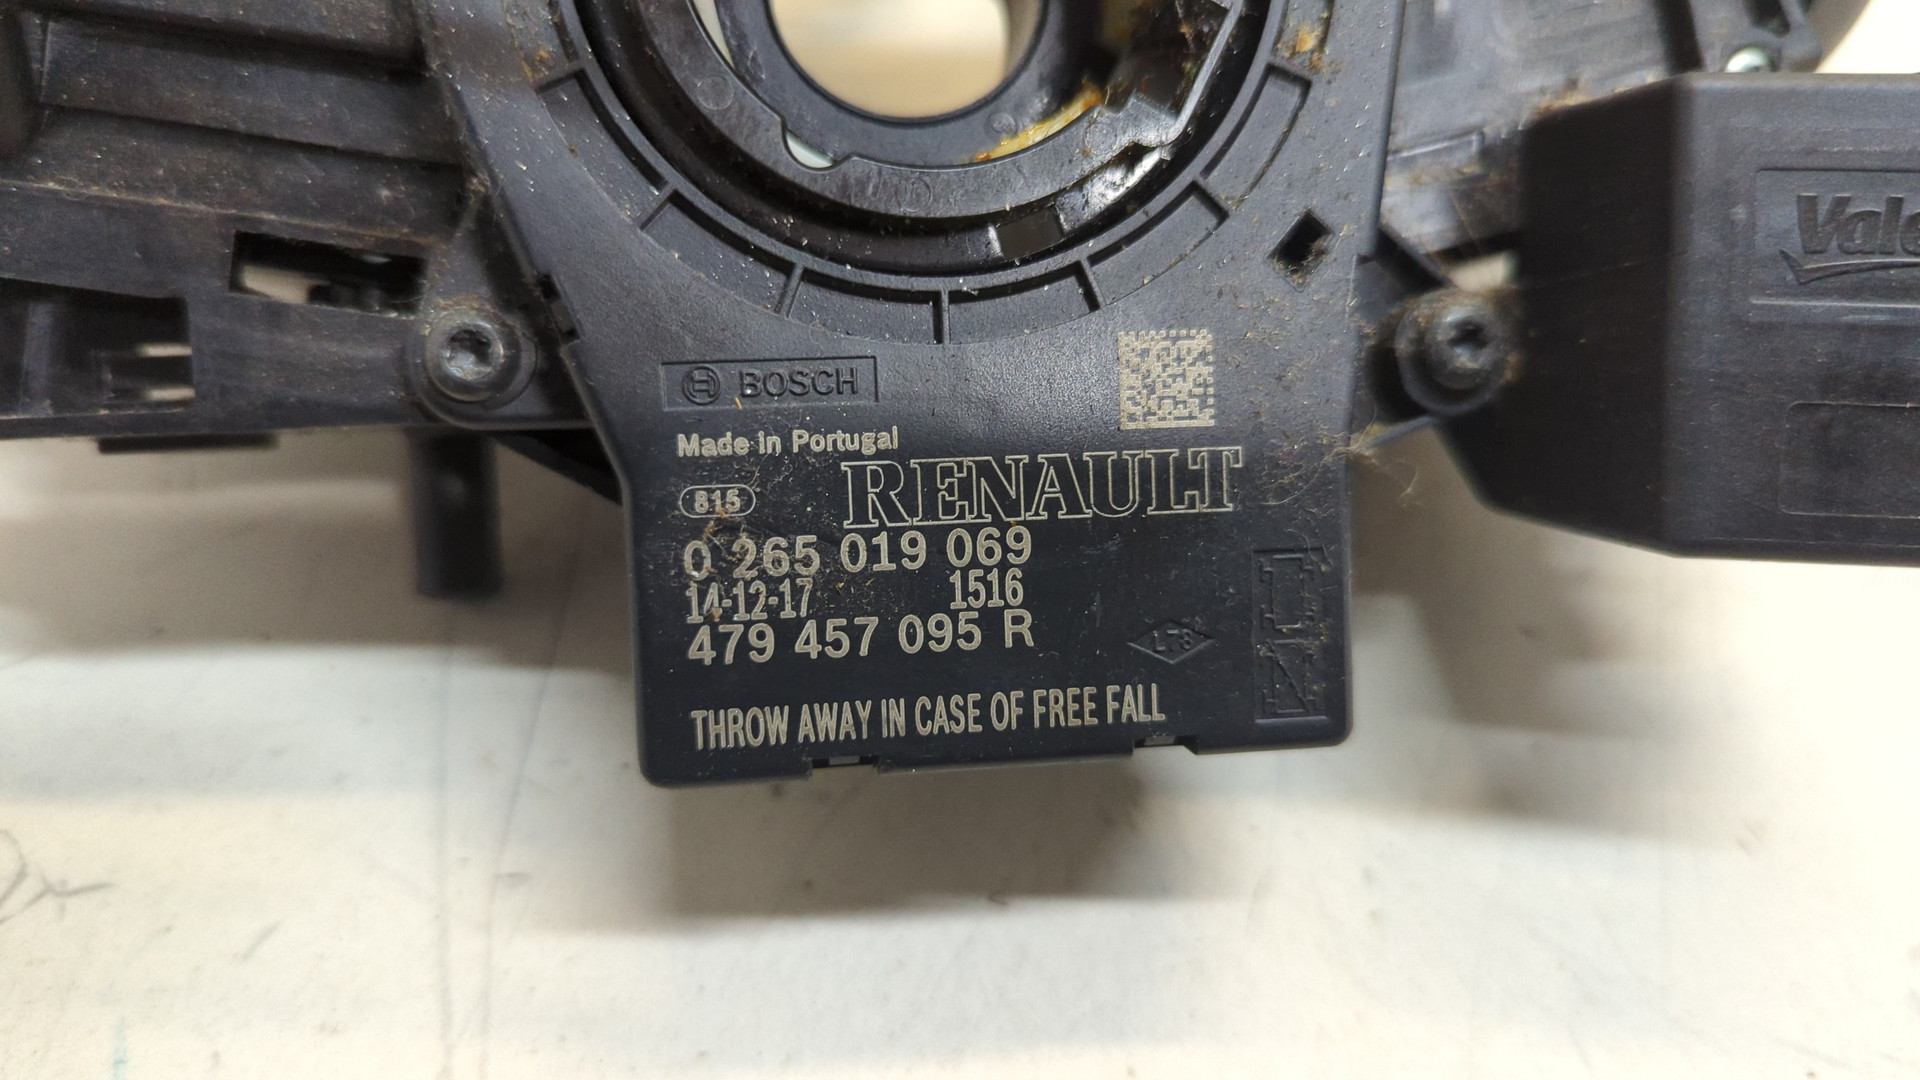 BOSCH
Made in Portugal
RENAULT
815
0 265 019 069
14-12-17 1516
479 457 095 R
L78
THROW AWAY IN CASE OF FREE FALL
Vale